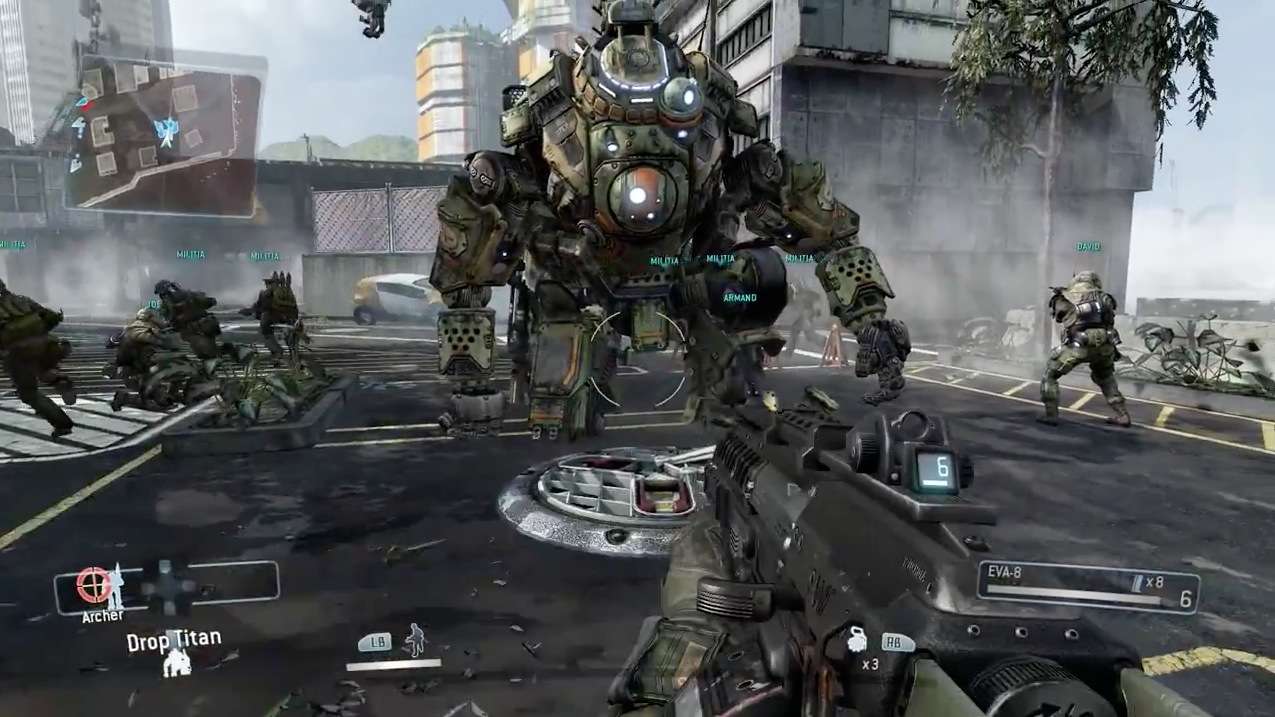 MILITIA
MILITIA
MILITIA
MILITIA
MILITIA
MILITIA
DAVID
ARMAND
JOE
6
EVA-8
x8
6
Archer
Drop Titan
LB
RB
x3